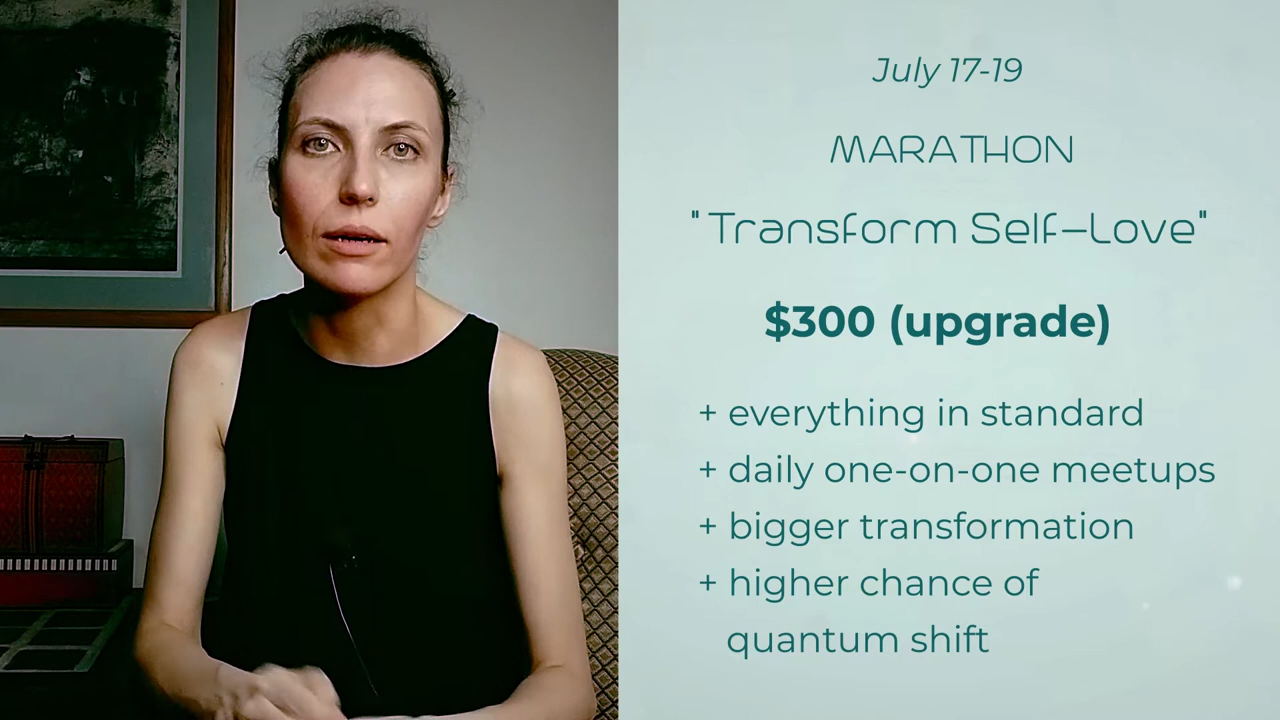 July 17-19
MARATHON
"Transform Self-Love"
$300 (upgrade)
+ everything in standard
+ daily one-on-one meetups
+ bigger transformation
+ higher chance of
quantum shift